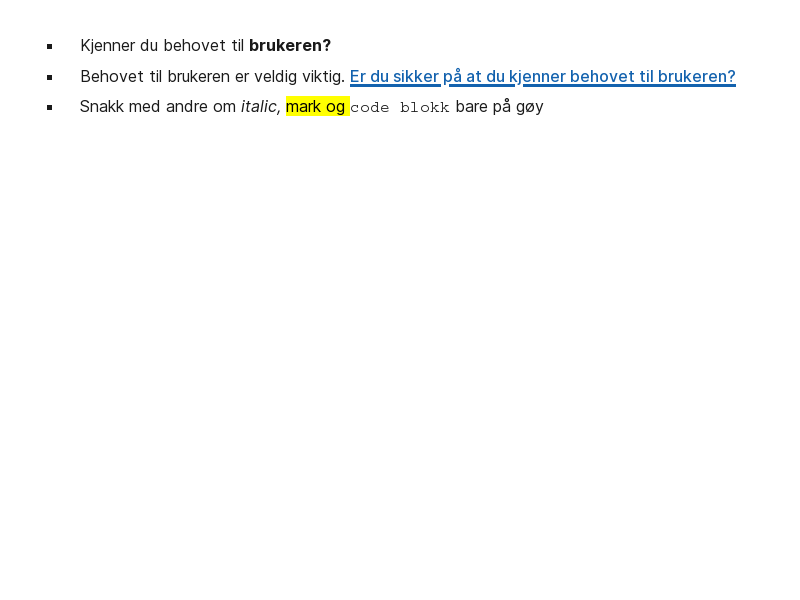 Kjenner du behovet til brukeren?
Behovet til brukeren er veldig viktig. Er du sikker på at du kjenner behovet til brukeren?
Snakk med andre om italic, mark og code blokk bare på gøy